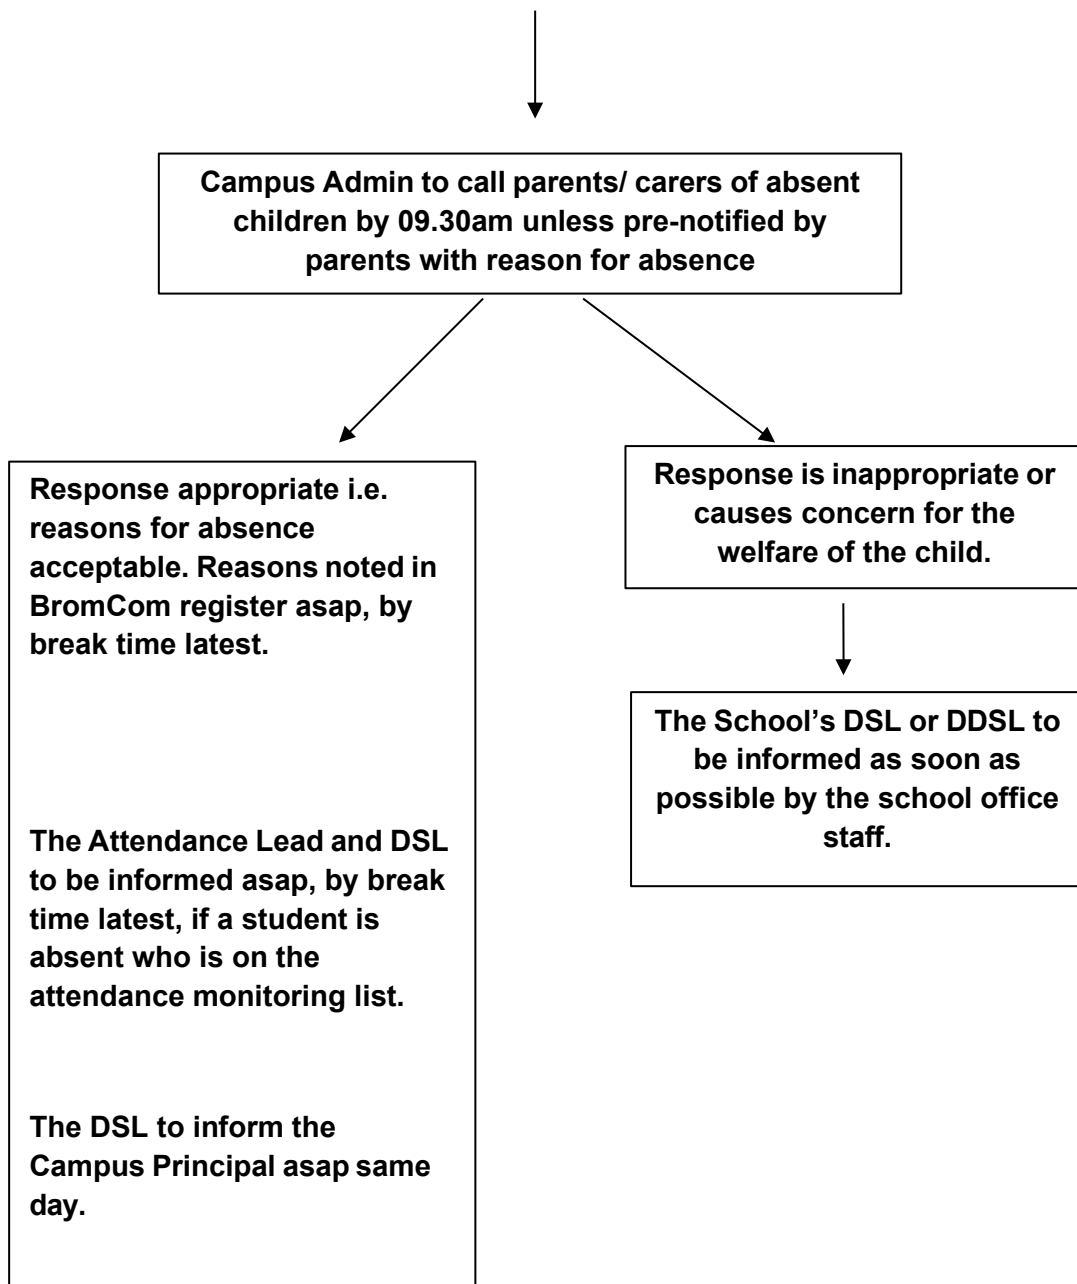 Campus Admin to call parents/ carers of absent
children by 09.30am unless pre-notified by
parents with reason for absence
Response appropriate i.e.
reasons for absence
acceptable. Reasons noted in
BromCom register asap, by
break time latest.
The Attendance Lead and DSL
to be informed asap, by break
time latest, if a student is
absent who is on the
attendance monitoring list.
The DSL to inform the
Campus Principal asap same
day.
Response is inappropriate or
causes concern for the
welfare of the child.
The School’s DSL or DDSL to
be informed as soon as
possible by the school office
staff.